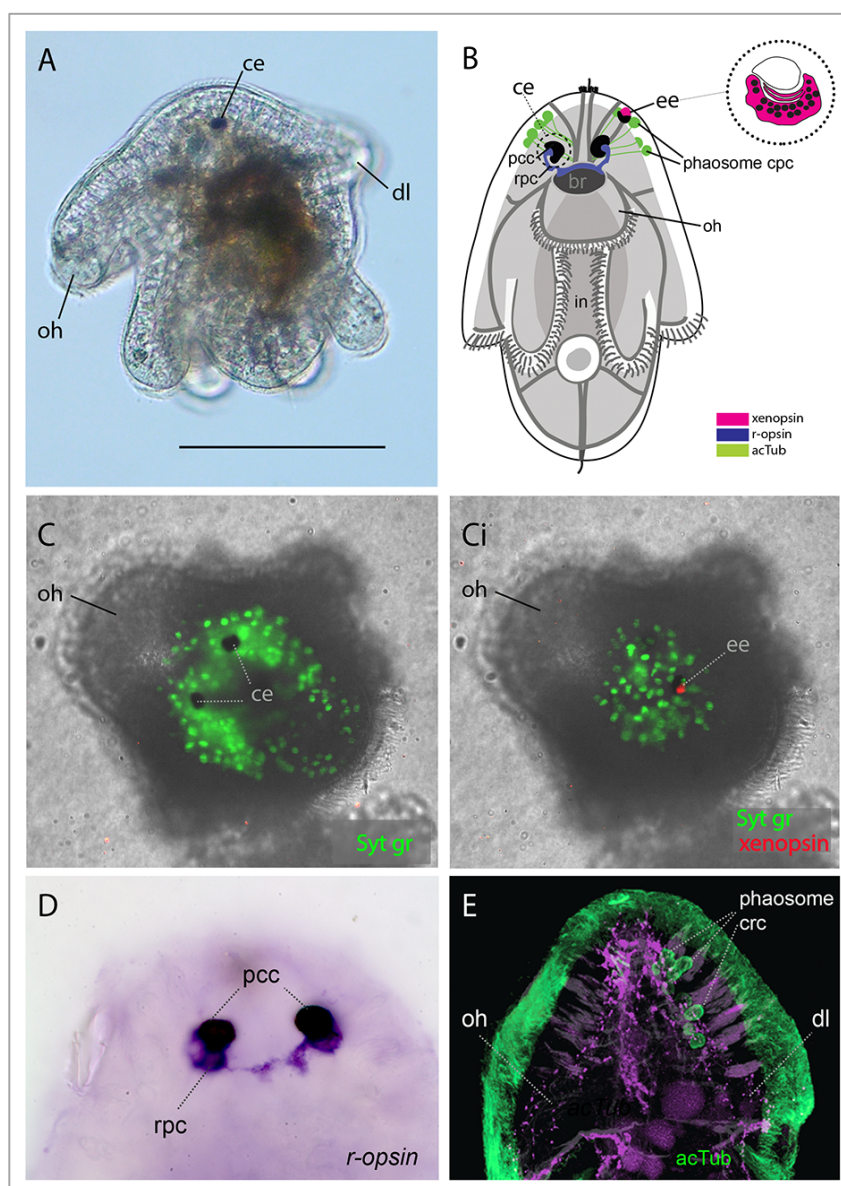 A
ce
dl
oh
B
ce
ee
pcc
rpc
phaosome cpc
br
oh
in
xenopsin
r-opsin
acTub
C
oh
ce
Syt gr
Ci
oh
ee
Syt gr
xenopsin
D
pcc
rpc
r-opsin
E
phaosome
crc
oh
dl
acTub
acTub